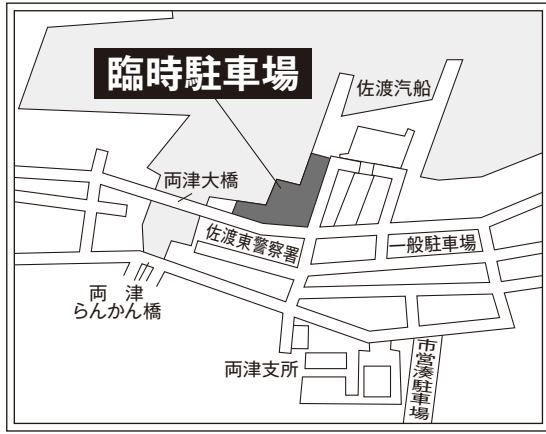 臨時駐車場
佐渡汽船
両津大橋
佐渡東警察署
一般駐車場
両　津
らんかん橋
両津支所
市営湊駐車場